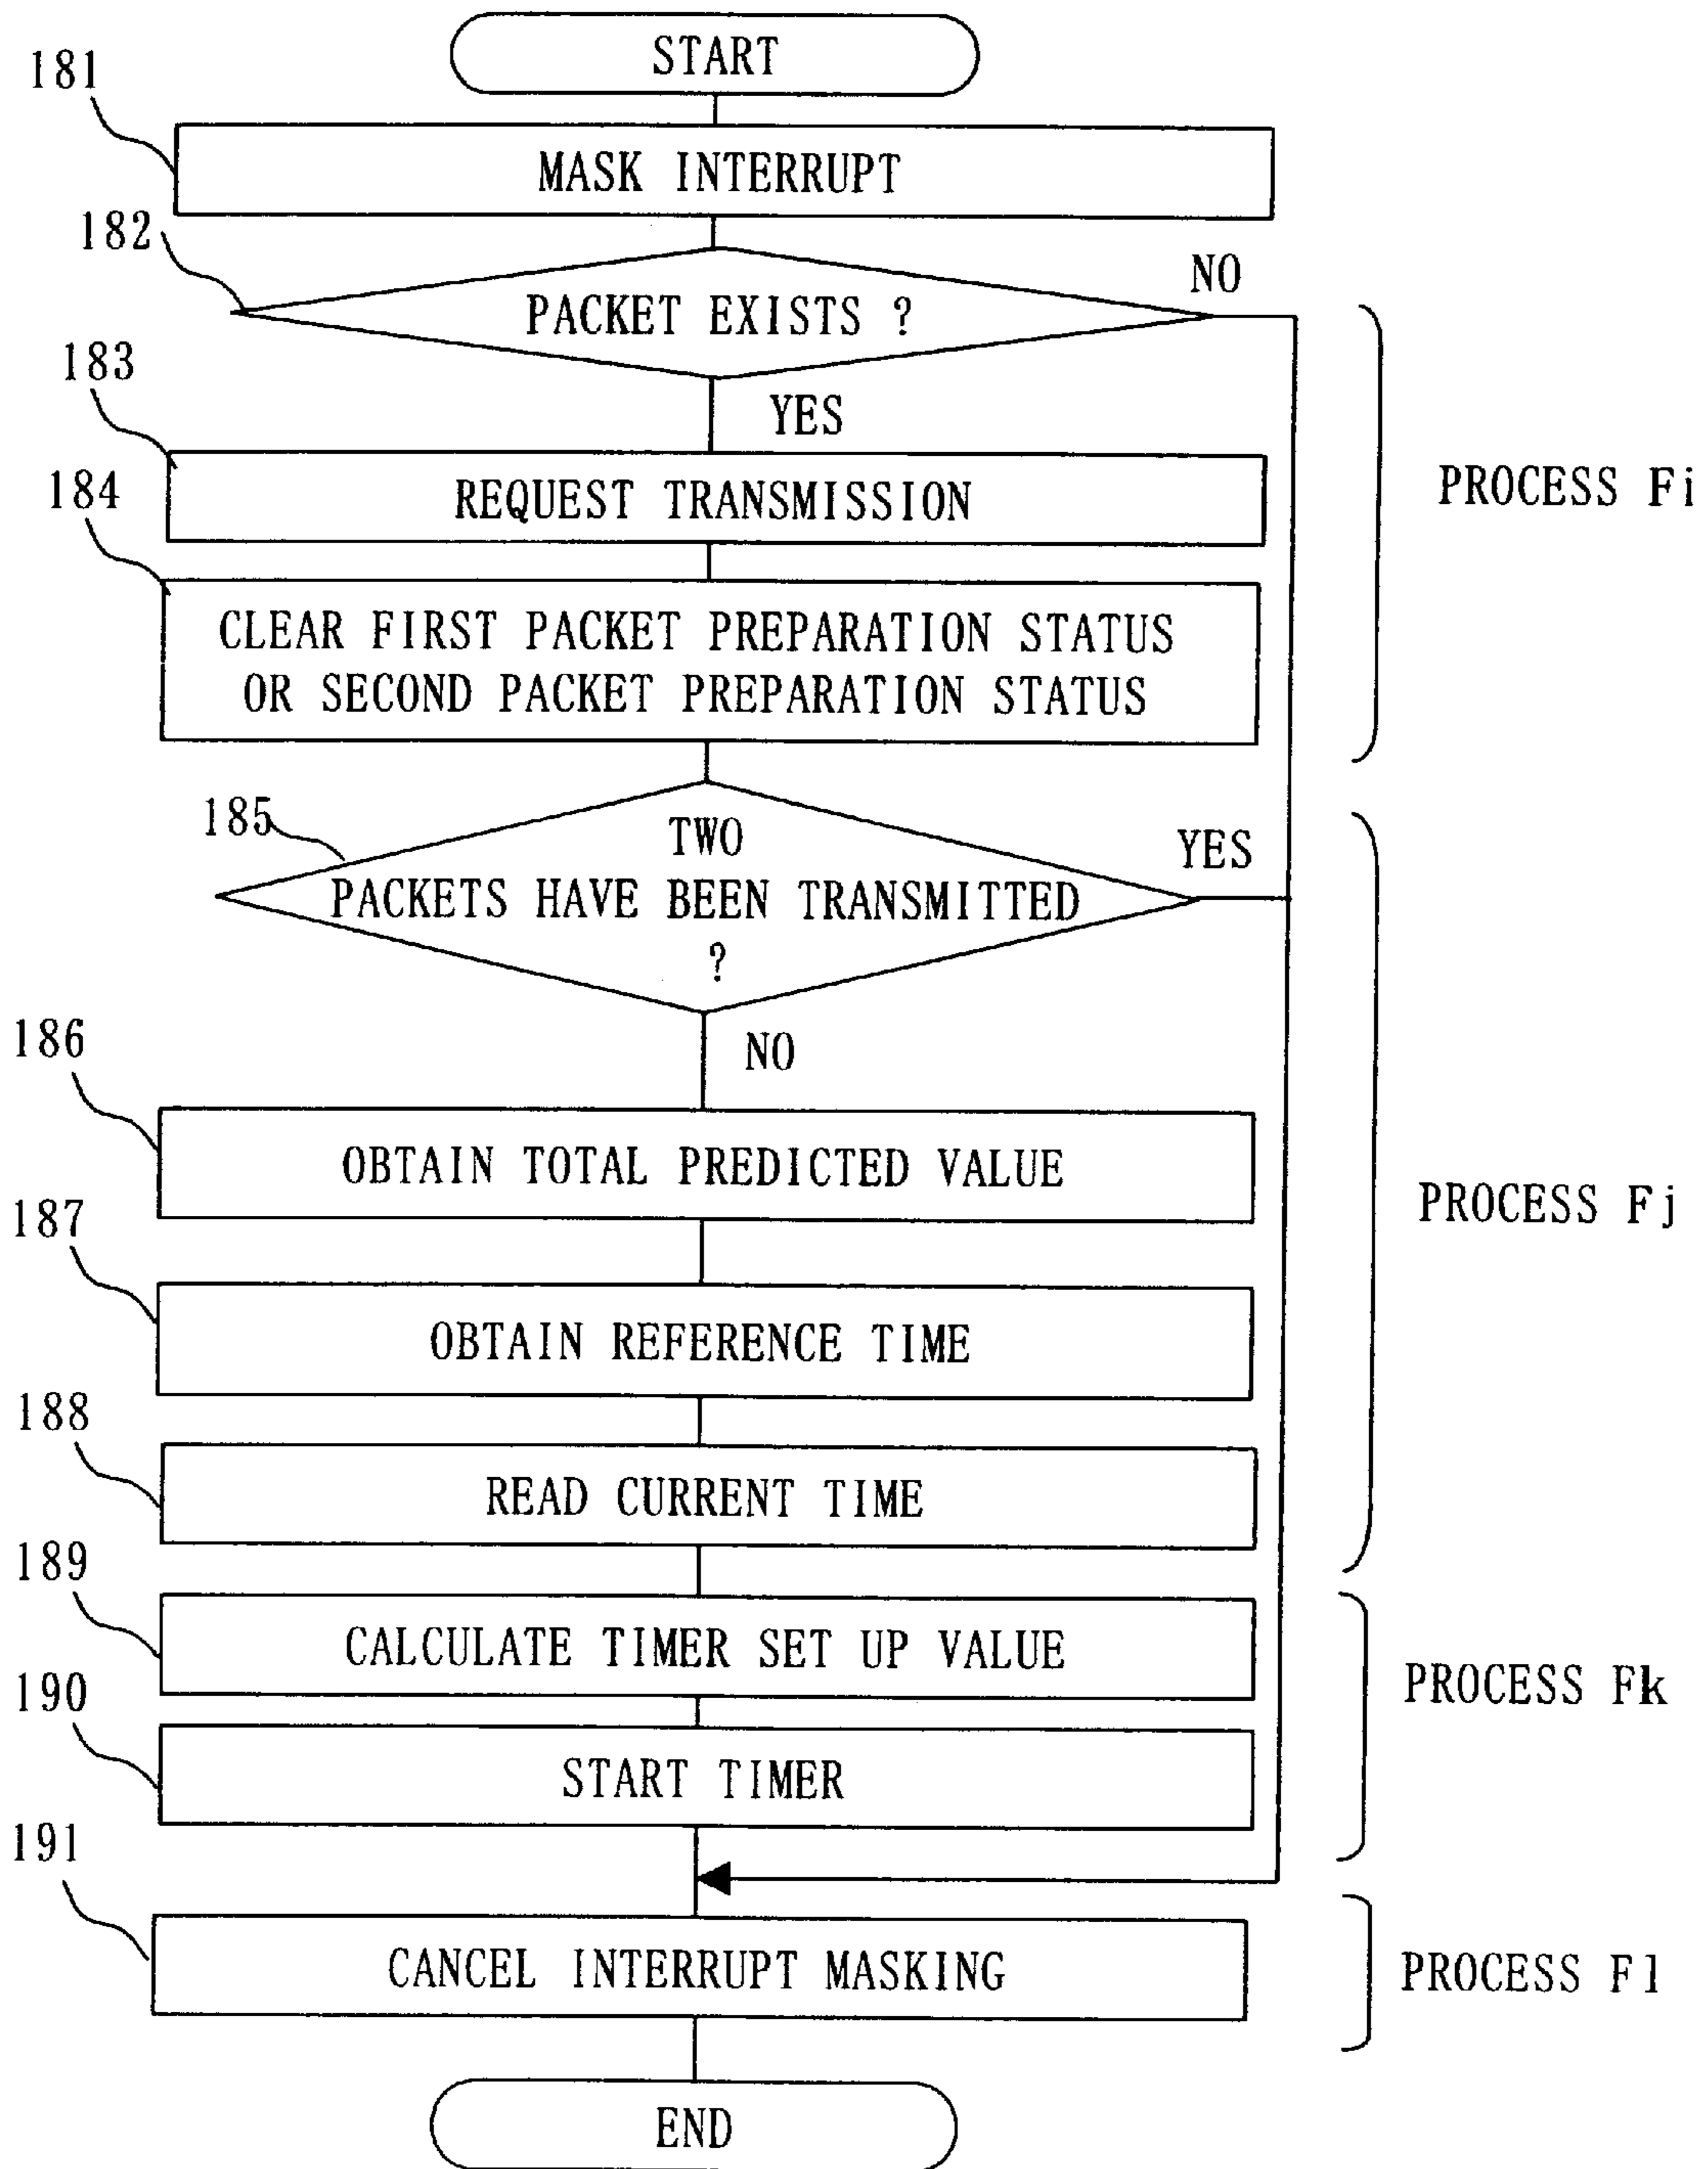 START
181
MASK INTERRUPT
182
NO
PACKET EXISTS ?
183
YES
184
REQUEST TRANSMISSION
PROCESS Fi
CLEAR FIRST PACKET PREPARATION STATUS
OR SECOND PACKET PREPARATION STATUS
185
TWO
YES
PACKETS HAVE BEEN TRANSMITTED
?
186
NO
OBTAIN TOTAL PREDICTED VALUE
187
PROCESS Fj
OBTAIN REFERENCE TIME
188
READ CURRENT TIME
189
CALCULATE TIMER SET UP VALUE
190
PROCESS Fk
START TIMER
191
CANCEL INTERRUPT MASKING
PROCESS Fl
END